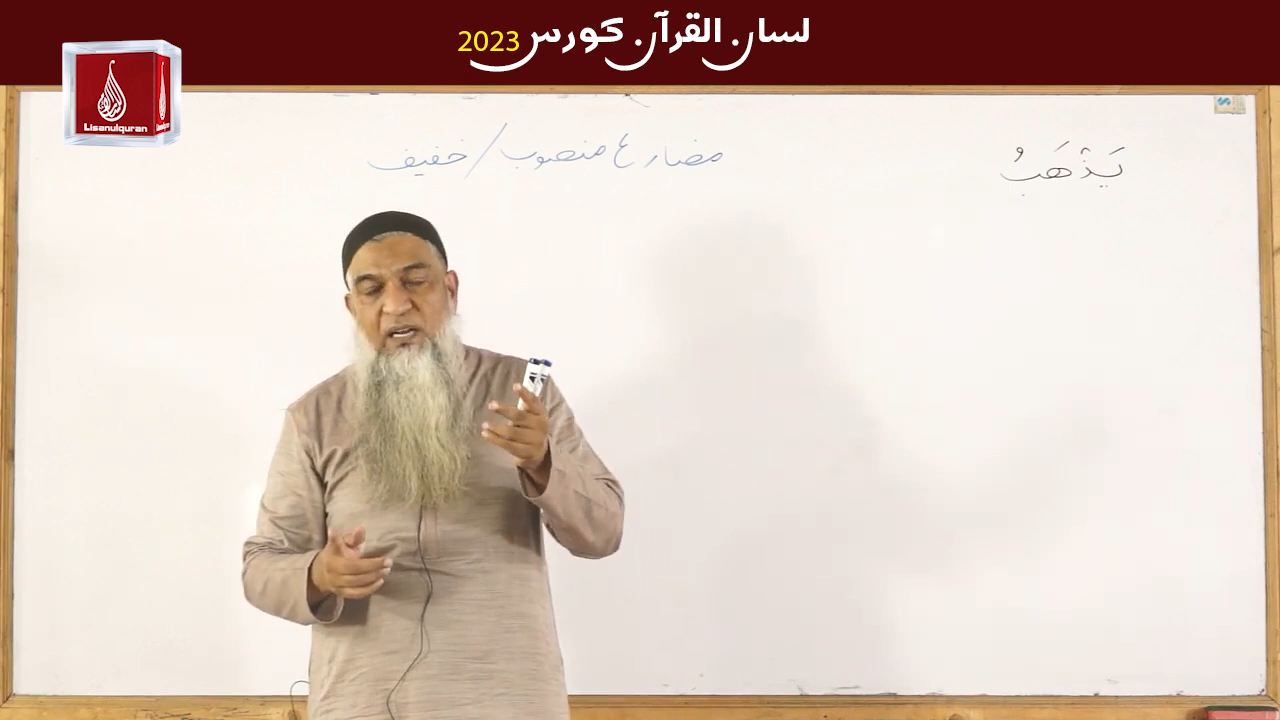 لسان القرآن کورس 2023
Lisanulquran
مضارع منصوب / خفیف
یَذْهَبُ